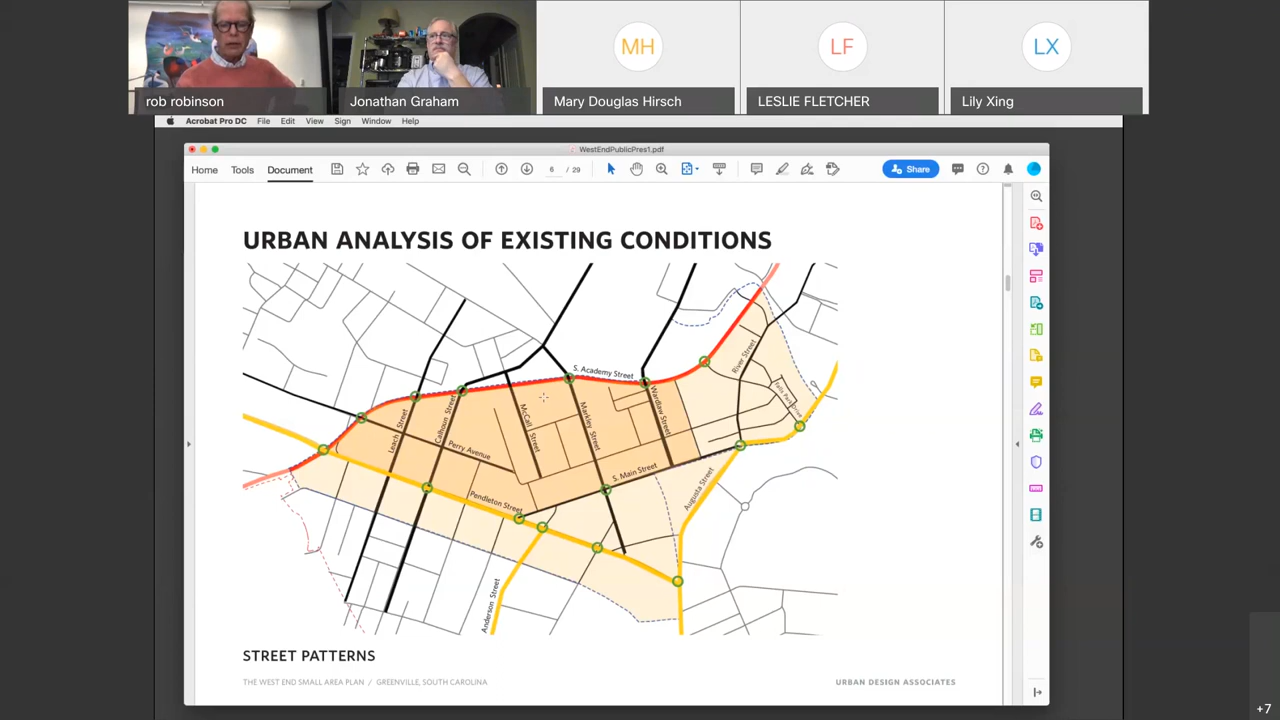 MH
LF
LX
rob robinson
Jonathan Graham
Mary Douglas Hirsch
LESLIE FLETCHER
Lily Xing
Acrobat Pro DC File Edit View Sign Window Help
WestEndPublicPres1.pdf
Home Tools Document 6 / 29 Share
URBAN ANALYSIS OF EXISTING CONDITIONS
S. Academy Street
River Street
Falls Park Drive
Leach Street
Calhoun Street
McCall Street
Markley Street
Wardlaw Street
Perry Avenue
S. Main Street
Pendleton Street
Augusta Street
Anderson Street
STREET PATTERNS
THE WEST END SMALL AREA PLAN / GREENVILLE, SOUTH CAROLINA
URBAN DESIGN ASSOCIATES
+7